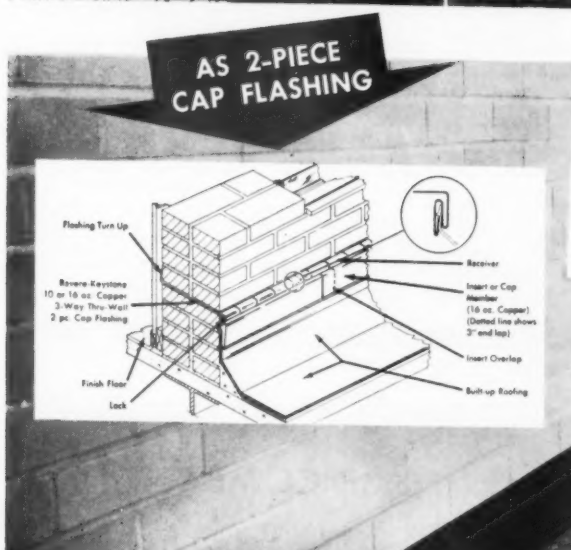 AS 2-PIECE
CAP FLASHING
Flashing Turn Up
Revere-Keystone
10 or 16 oz. Copper
3-Way Thru-Wall
2 pc. Cap Flashing
Finish Floor
Lock
Receiver
Insert or Cap
Member
(16 oz. Copper)
(Dotted line shows
3" end lap)
Insert Overlap
Built-up Roofing